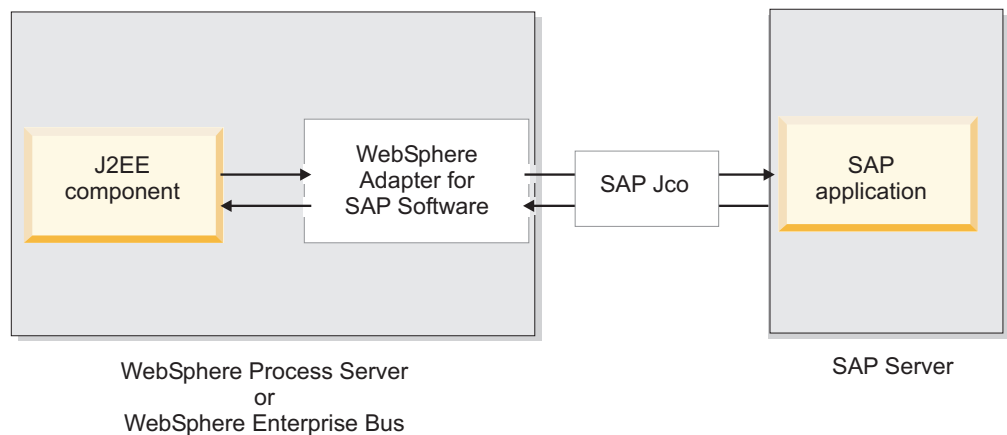 J2EE
component
WebSphere
Adapter for
SAP Software
SAP Jco
SAP
application
WebSphere Process Server
or
WebSphere Enterprise Bus
SAP Server